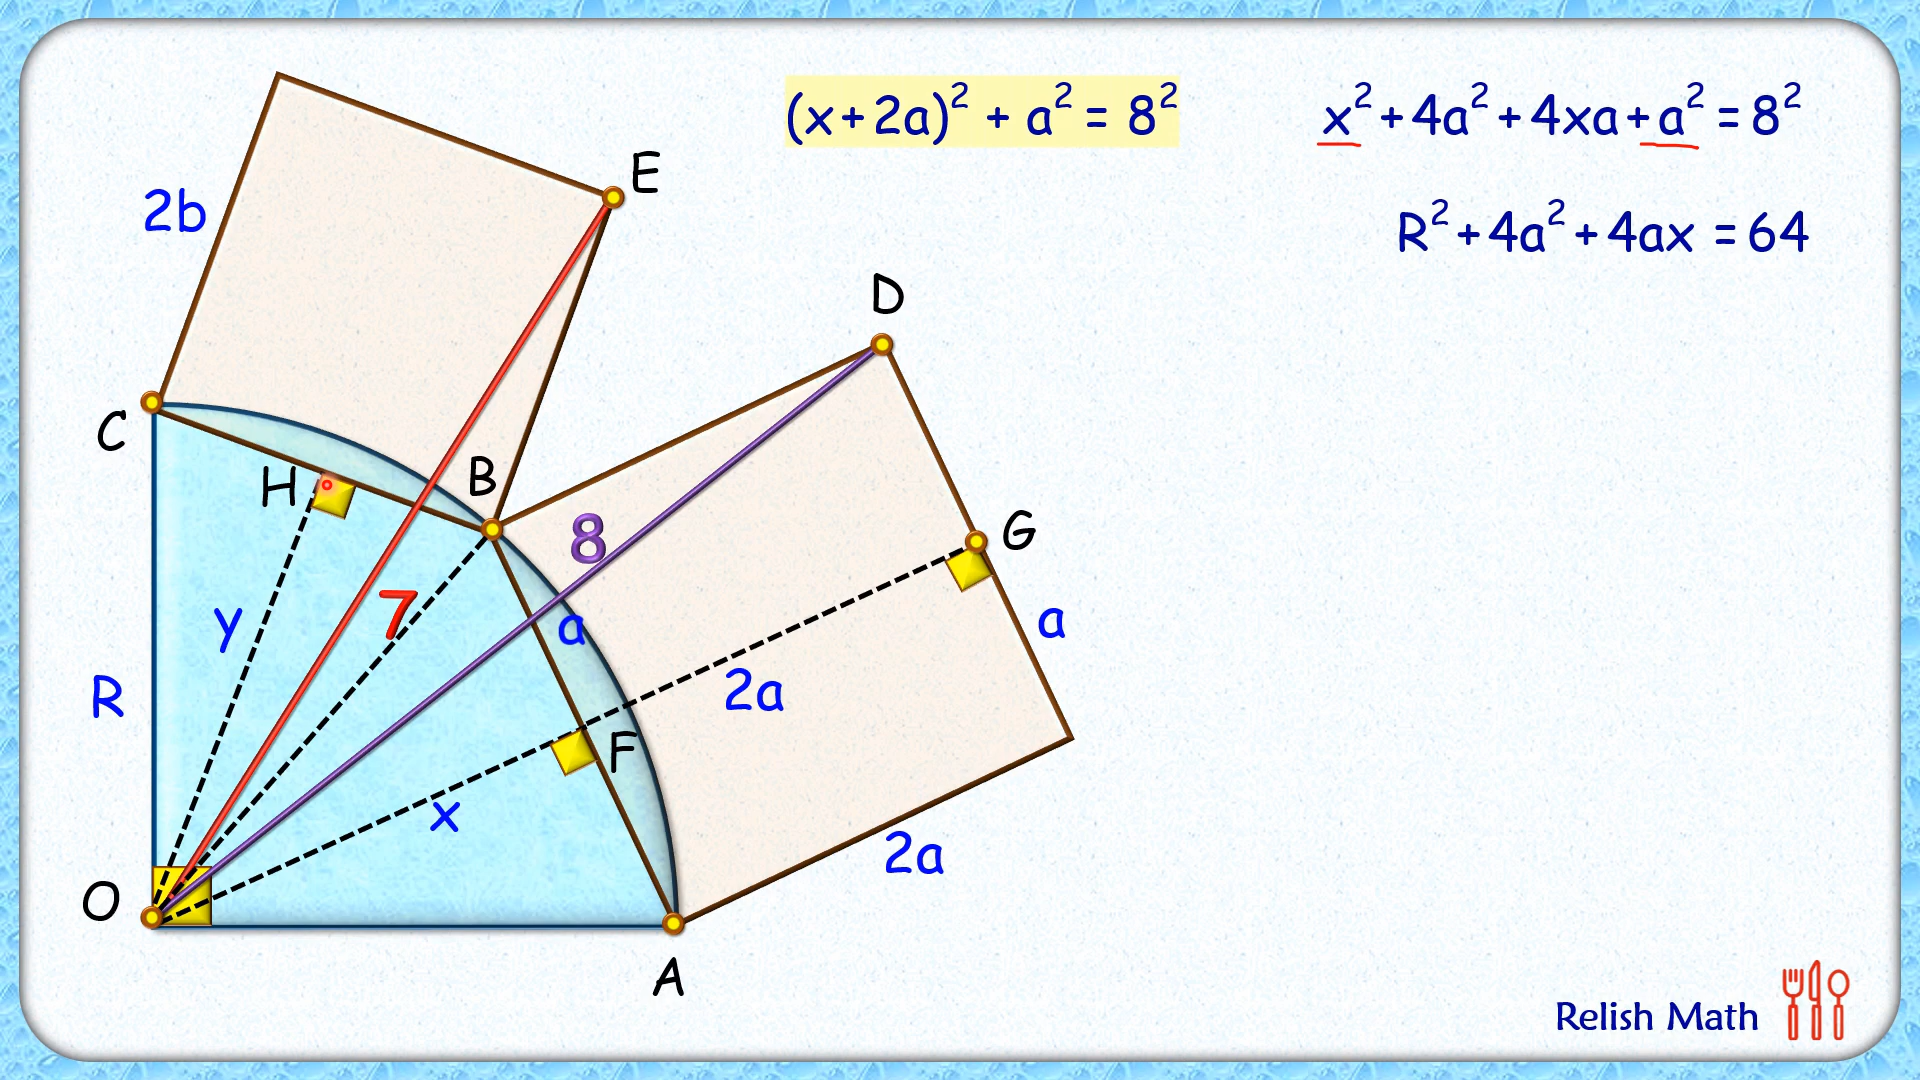 (x+2a)² + a² = 8²
x² + 4a² + 4xa + a² = 8²
R² + 4a² + 4ax = 64
E
2b
D
C
H
B
G
8
7
a
a
y
2a
R
F
x
2a
O
A
Relish Math